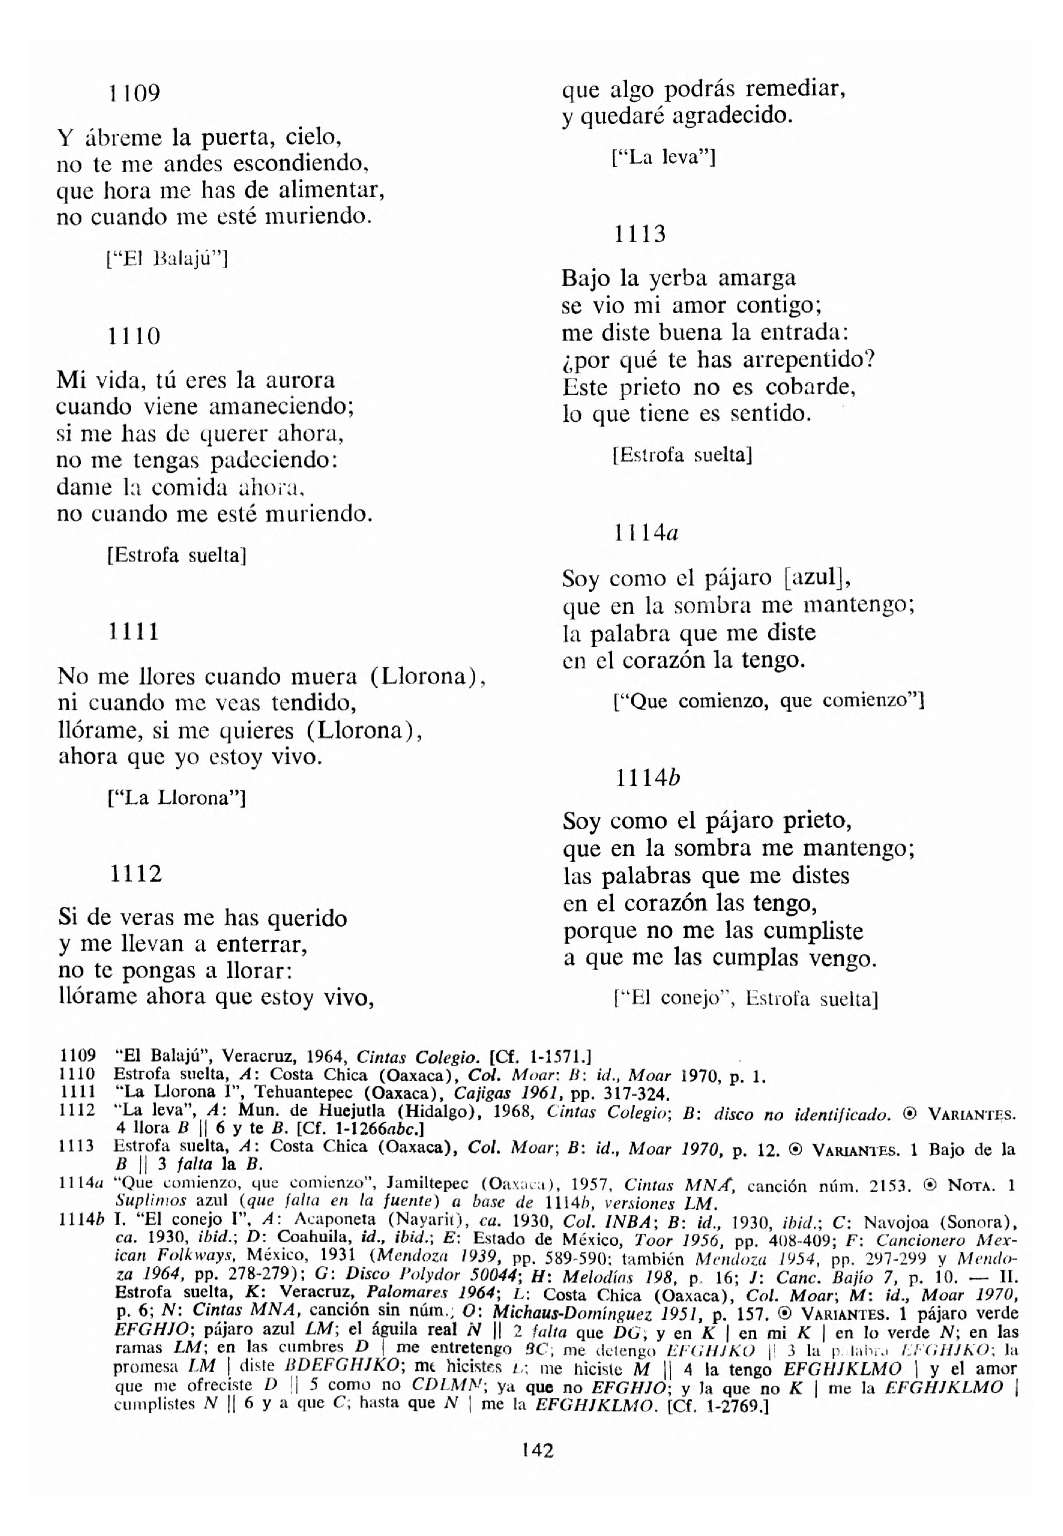 1109
Y ábreme la puerta, cielo,
no te me andes escondiendo,
que hora me has de alimentar,
no cuando me esté muriendo.
[“El Balajú”]
1110
Mi vida, tú eres la aurora
cuando viene amaneciendo;
si me has de querer ahora,
no me tengas padeciendo:
dame la comida ahora,
no cuando me esté muriendo.
[Estrofa suelta]
1111
No me llores cuando muera (Llorona),
ni cuando me veas tendido,
llórame, si me quieres (Llorona),
ahora que yo estoy vivo.
[“La Llorona”]
1112
Si de veras me has querido
y me llevan a enterrar,
no te pongas a llorar:
llórame ahora que estoy vivo,
que algo podrás remediar,
y quedaré agradecido.
[“La leva”]
1113
Bajo la yerba amarga
se vio mi amor contigo;
me diste buena la entrada:
¿por qué te has arrepentido?
Este prieto no es cobarde,
lo que tiene es sentido.
[Estrofa suelta]
1114a
Soy como el pájaro [azul],
que en la sombra me mantengo;
la palabra que me diste
en el corazón la tengo.
[“Que comienzo, que comienzo”]
1114b
Soy como el pájaro prieto,
que en la sombra me mantengo;
las palabras que me distes
en el corazón las tengo,
porque no me las cumpliste
a que me las cumplas vengo.
[“El conejo”, Estrofa suelta]
1109 “El Balajú”, Veracruz, 1964, Cintas Colegio. [Cf. 1-1571.]
1110 Estrofa suelta, A: Costa Chica (Oaxaca), Col. Moar; B: id., Moar 1970, p. 1.
1111 “La Llorona I”, Tehuantepec (Oaxaca), Cajigas 1961, pp. 317-324.
1112 “La leva”, A: Mun. de Huejutla (Hidalgo), 1968, Cintas Colegio; B: disco no identificado. ⊙ VARIANTES.
4 llora B || 6 y te B. [Cf. 1-1266abc.]
1113 Estrofa suelta, A: Costa Chica (Oaxaca), Col. Moar; B: id., Moar 1970, p. 12. ⊙ VARIANTES. 1 Bajo de la
B || 3 falta la B.
1114a “Que comienzo, que comienzo”, Jamiltepec (Oaxaca), 1957, Cintas MNA, canción núm. 2153. ⊙ NOTA. 1
Suplimos azul (que falta en la fuente) a base de 1114b, versiones LM.
1114b I. “El conejo I”, A: Acaponeta (Nayarit), ca. 1930, Col. INBA; B: id., 1930, ibid.; C: Navojoa (Sonora),
ca. 1930, ibid.; D: Coahuila, id., ibid.; E: Estado de México, Toor 1956, pp. 408-409; F: Cancionero Mex-
ican Folkways, México, 1931 (Mendoza 1939, pp. 589-590; también Mendoza 1954, pp. 297-299 y Mendo-
za 1964, pp. 278-279); G: Disco Polydor 50044; H: Melodías 198, p. 16; J: Canc. Bajío 7, p. 10. — II.
Estrofa suelta, K: Veracruz, Palomares 1964; L: Costa Chica (Oaxaca), Col. Moar; M: id., Moar 1970,
p. 6; N: Cintas MNA, canción sin núm.; O: Michaus-Domínguez 1951, p. 157. ⊙ VARIANTES. 1 pájaro verde
EFGHJO; pájaro azul LM; el águila real N || 2 falta que DG; y en K | en mi K | en lo verde N; en las
ramas LM; en las cumbres D | me entretengo BC; me detengo EFGHJKO || 3 la palabra EFGHJKO; la
promesa LM | diste BDEFGHJKO; me hicistes L; me hiciste M || 4 la tengo EFGHJKLMO | y el amor
que me ofreciste D || 5 como no CDLMN; ya que no EFGHJO; y la que no K | me la EFGHJKLMO |
cumplistes N || 6 y a que C; hasta que N | me la EFGHJKLMO. [Cf. 1-2769.]
142